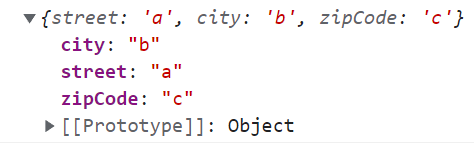 ▼{street: 'a', city: 'b', zipCode: 'c'}
city: "b"
street: "a"
zipCode: "c"
▶[[Prototype]]: Object